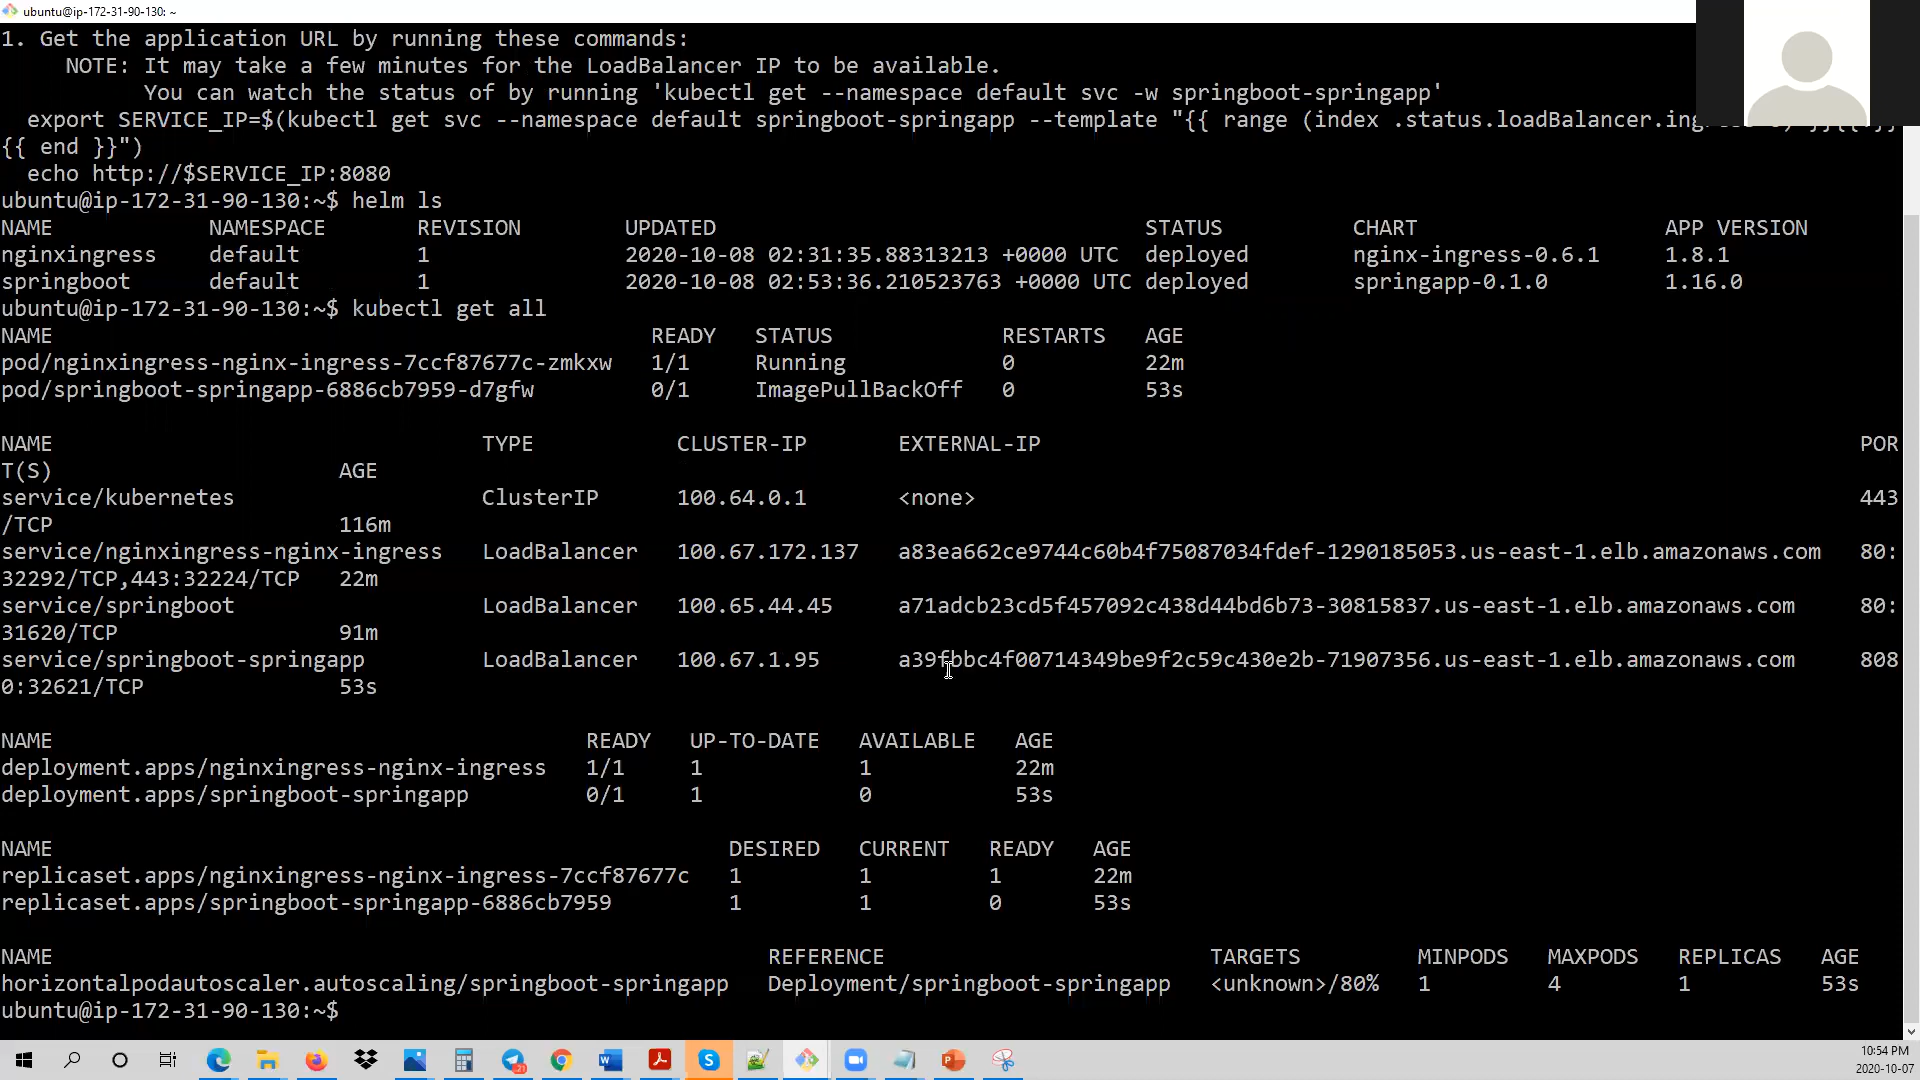 ubuntu@ip-172-31-90-130: ~
1. Get the application URL by running these commands:
NOTE: It may take a few minutes for the LoadBalancer IP to be available.
You can watch the status of by running 'kubectl get --namespace default svc -w springboot-springapp'
export SERVICE_IP=$(kubectl get svc --namespace default springboot-springapp --template "{{ range (index .status.loadBalancer.ing
{{ end }}")
echo http://$SERVICE_IP:8080
ubuntu@ip-172-31-90-130:~$ helm ls
NAME NAMESPACE REVISION UPDATED STATUS CHART APP VERSION
nginxingress default 1 2020-10-08 02:31:35.88313213 +0000 UTC deployed nginx-ingress-0.6.1 1.8.1
springboot default 1 2020-10-08 02:53:36.210523763 +0000 UTC deployed springapp-0.1.0 1.16.0
ubuntu@ip-172-31-90-130:~$ kubectl get all
NAME READY STATUS RESTARTS AGE
pod/nginxingress-nginx-ingress-7ccf87677c-zmkxw 1/1 Running 0 22m
pod/springboot-springapp-6886cb7959-d7gfw 0/1 ImagePullBackOff 0 53s
NAME TYPE CLUSTER-IP EXTERNAL-IP POR
T(S) AGE
service/kubernetes ClusterIP 100.64.0.1 <none> 443
/TCP 116m
service/nginxingress-nginx-ingress LoadBalancer 100.67.172.137 a83ea662ce9744c60b4f75087034fdef-1290185053.us-east-1.elb.amazonaws.com 80:
32292/TCP,443:32224/TCP 22m
service/springboot LoadBalancer 100.65.44.45 a71adcb23cd5f457092c438d44bd6b73-30815837.us-east-1.elb.amazonaws.com 80:
31620/TCP 91m
service/springboot-springapp LoadBalancer 100.67.1.95 a39fbbc4f00714349be9f2c59c430e2b-71907356.us-east-1.elb.amazonaws.com 808
0:32621/TCP 53s
NAME READY UP-TO-DATE AVAILABLE AGE
deployment.apps/nginxingress-nginx-ingress 1/1 1 1 22m
deployment.apps/springboot-springapp 0/1 1 0 53s
NAME DESIRED CURRENT READY AGE
replicaset.apps/nginxingress-nginx-ingress-7ccf87677c 1 1 1 22m
replicaset.apps/springboot-springapp-6886cb7959 1 1 0 53s
NAME REFERENCE TARGETS MINPODS MAXPODS REPLICAS AGE
horizontalpodautoscaler.autoscaling/springboot-springapp Deployment/springboot-springapp <unknown>/80% 1 4 1 53s
ubuntu@ip-172-31-90-130:~$
10:54 PM
2020-10-07